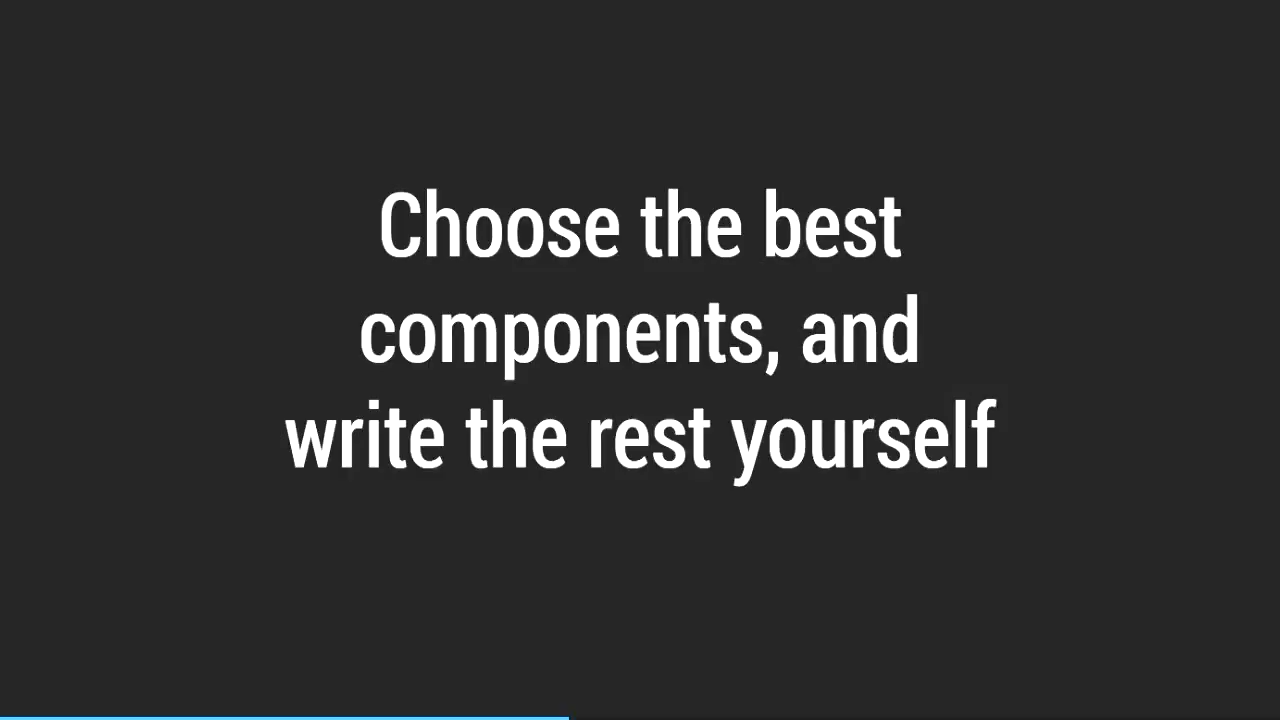 Choose the best
components, and
write the rest yourself